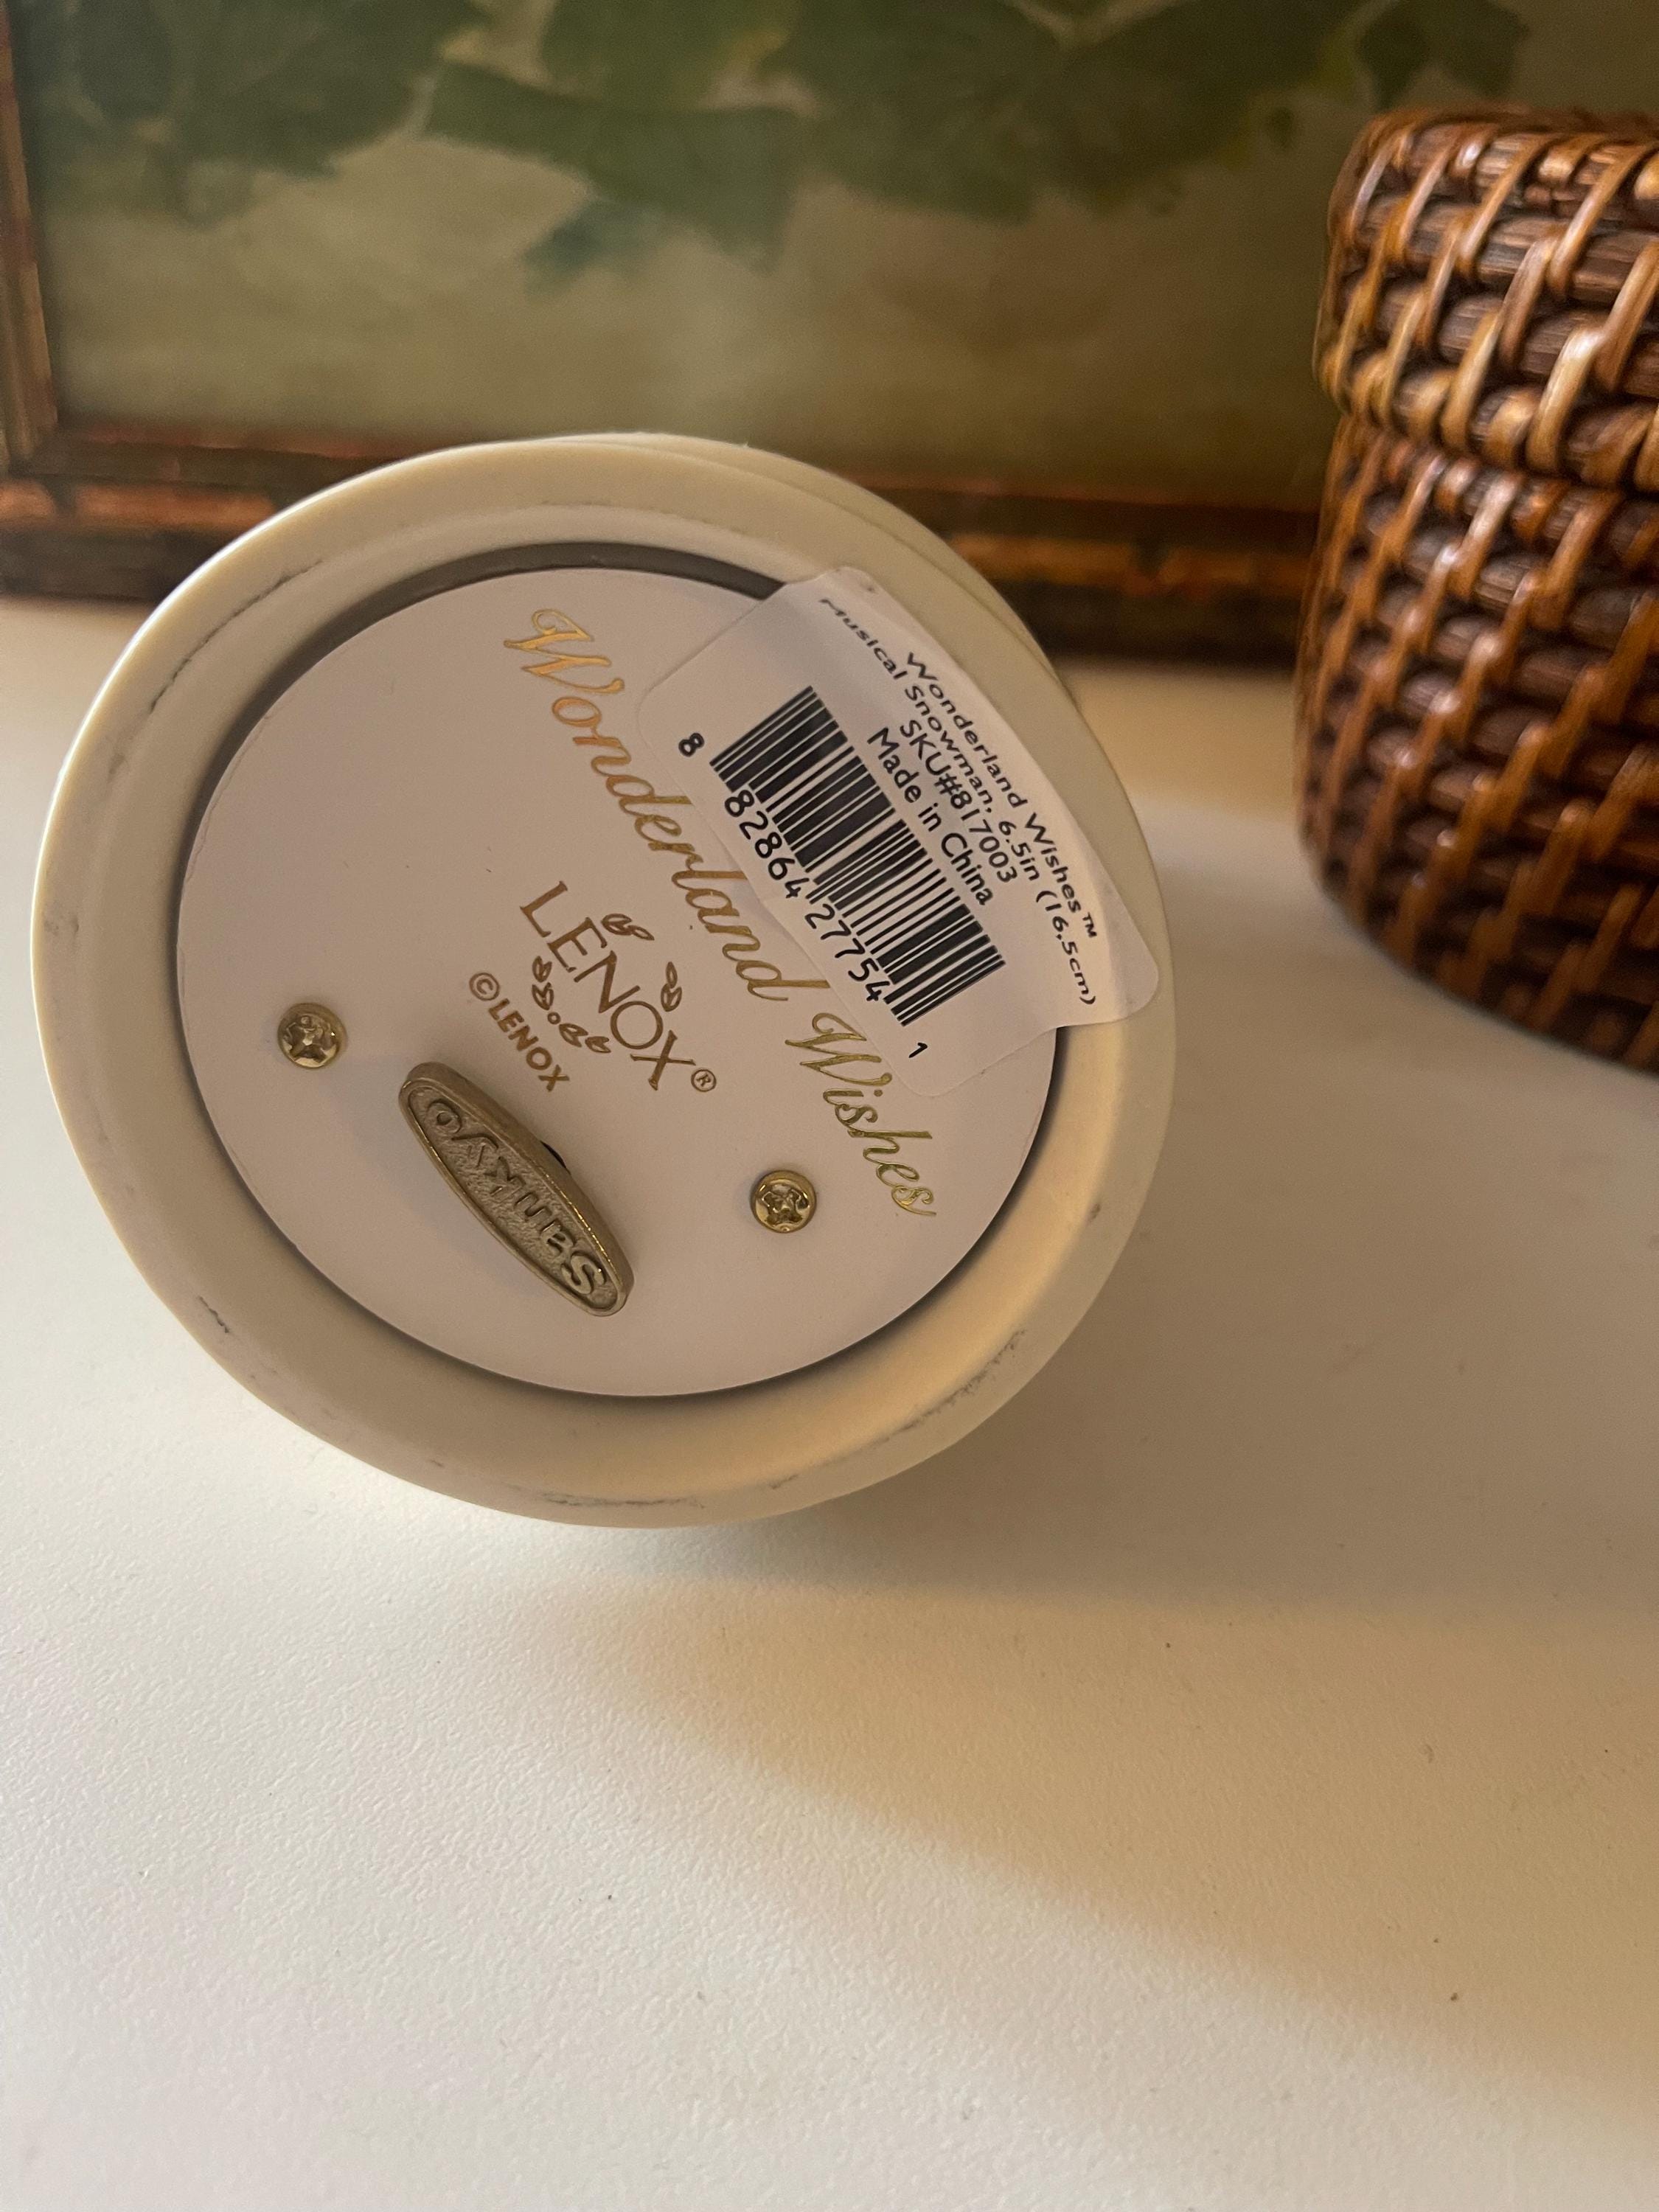 Wonderland Wishes™
Musical Snowman, 6.5in (16.5cm)
SKU#817003
Made in China
8 82864 27754 1
Wonderland Wishes
LENOX®
©LENOX
SANKYO